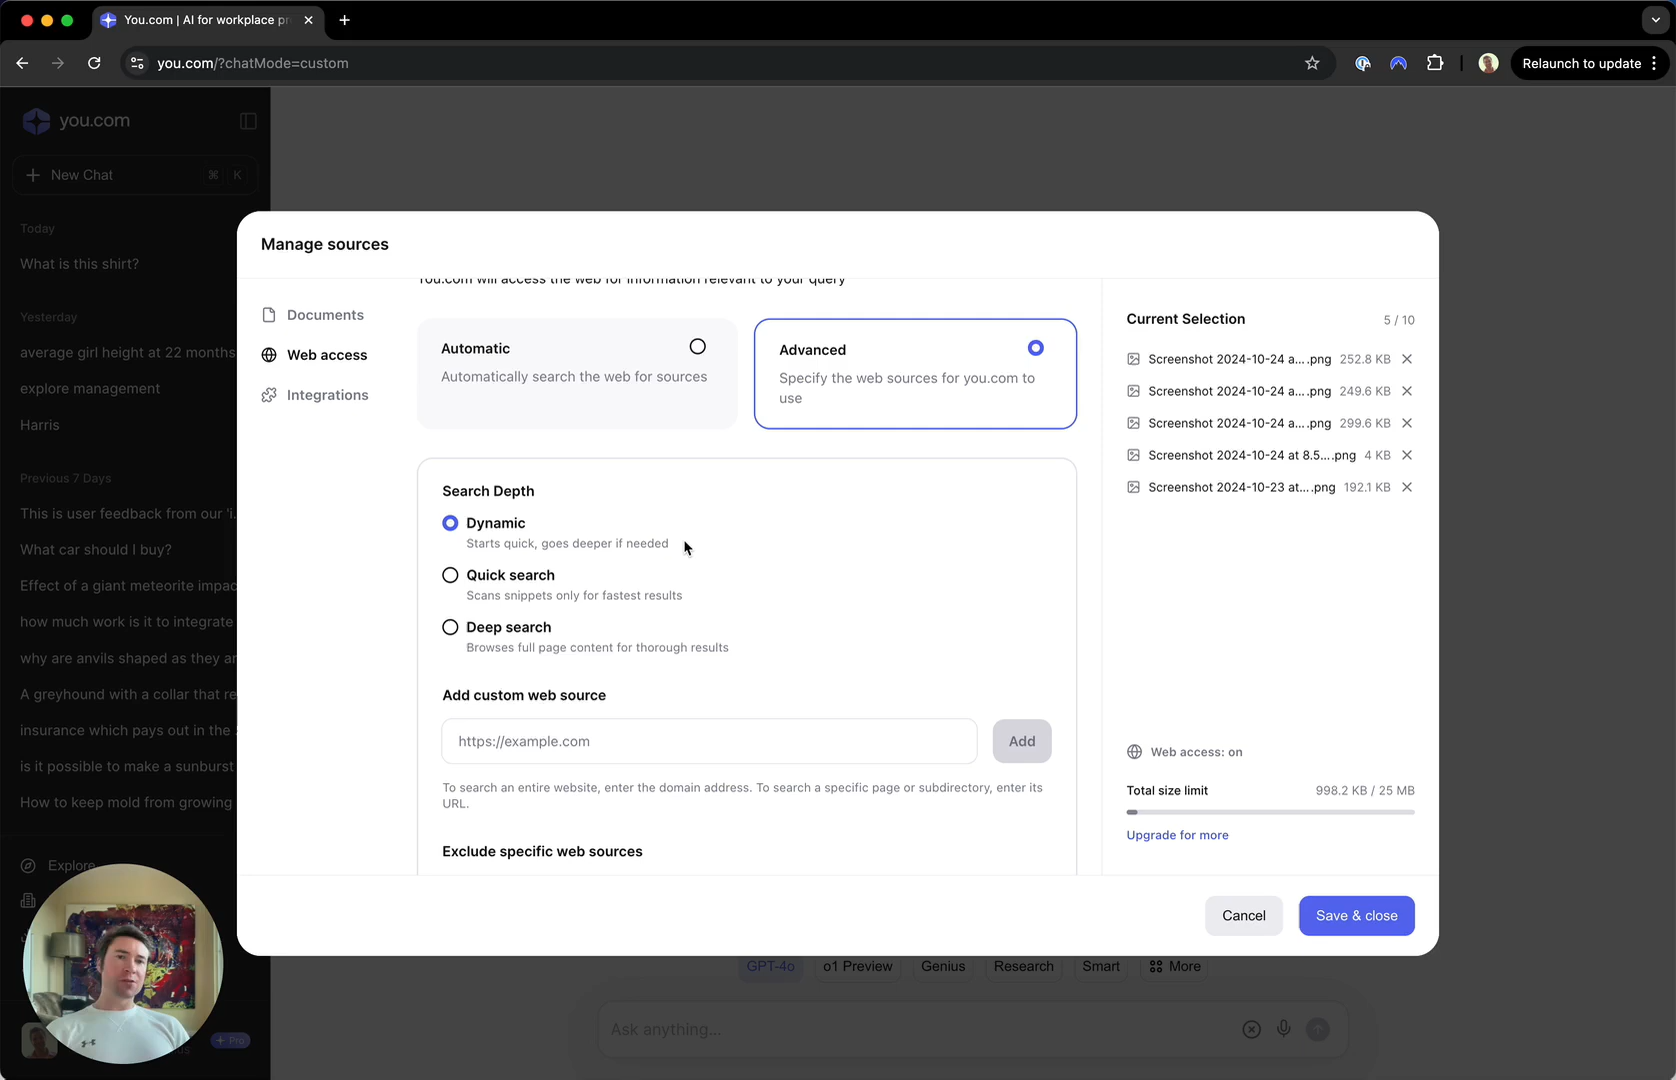 You.com | AI for workplace pr
you.com/?chatMode=custom
Relaunch to update
you.com
New Chat
⌘ K
Today
What is this shirt?
Yesterday
average girl height at 22 months
explore management
Harris
Previous 7 Days
This is user feedback from our 'i.
What car should I buy?
Effect of a giant meteorite impac
how much work is it to integrate
why are anvils shaped as they ar
A greyhound with a collar that re
insurance which pays out in the
is it possible to make a sunburst
How to keep mold from growing
Explore
+ Pro
Manage sources
Documents
Web access
Integrations
You.com will access the web for information relevant to your query
Automatic
Automatically search the web for sources
Advanced
Specify the web sources for you.com to
use
Search Depth
Dynamic
Starts quick, goes deeper if needed
Quick search
Scans snippets only for fastest results
Deep search
Browses full page content for thorough results
Add custom web source
https://example.com
Add
To search an entire website, enter the domain address. To search a specific page or subdirectory, enter its
URL.
Exclude specific web sources
Current Selection
5 / 10
Screenshot 2024-10-24 a... .png 252.8 KB
Screenshot 2024-10-24 a... .png 249.6 KB
Screenshot 2024-10-24 a... .png 299.6 KB
Screenshot 2024-10-24 at 8.5... .png 4 KB
Screenshot 2024-10-23 at... .png 192.1 KB
Web access: on
Total size limit
998.2 KB / 25 MB
Upgrade for more
Cancel
Save & close
GPT-4o
o1 Preview
Genius
Research
Smart
More
Ask anything...